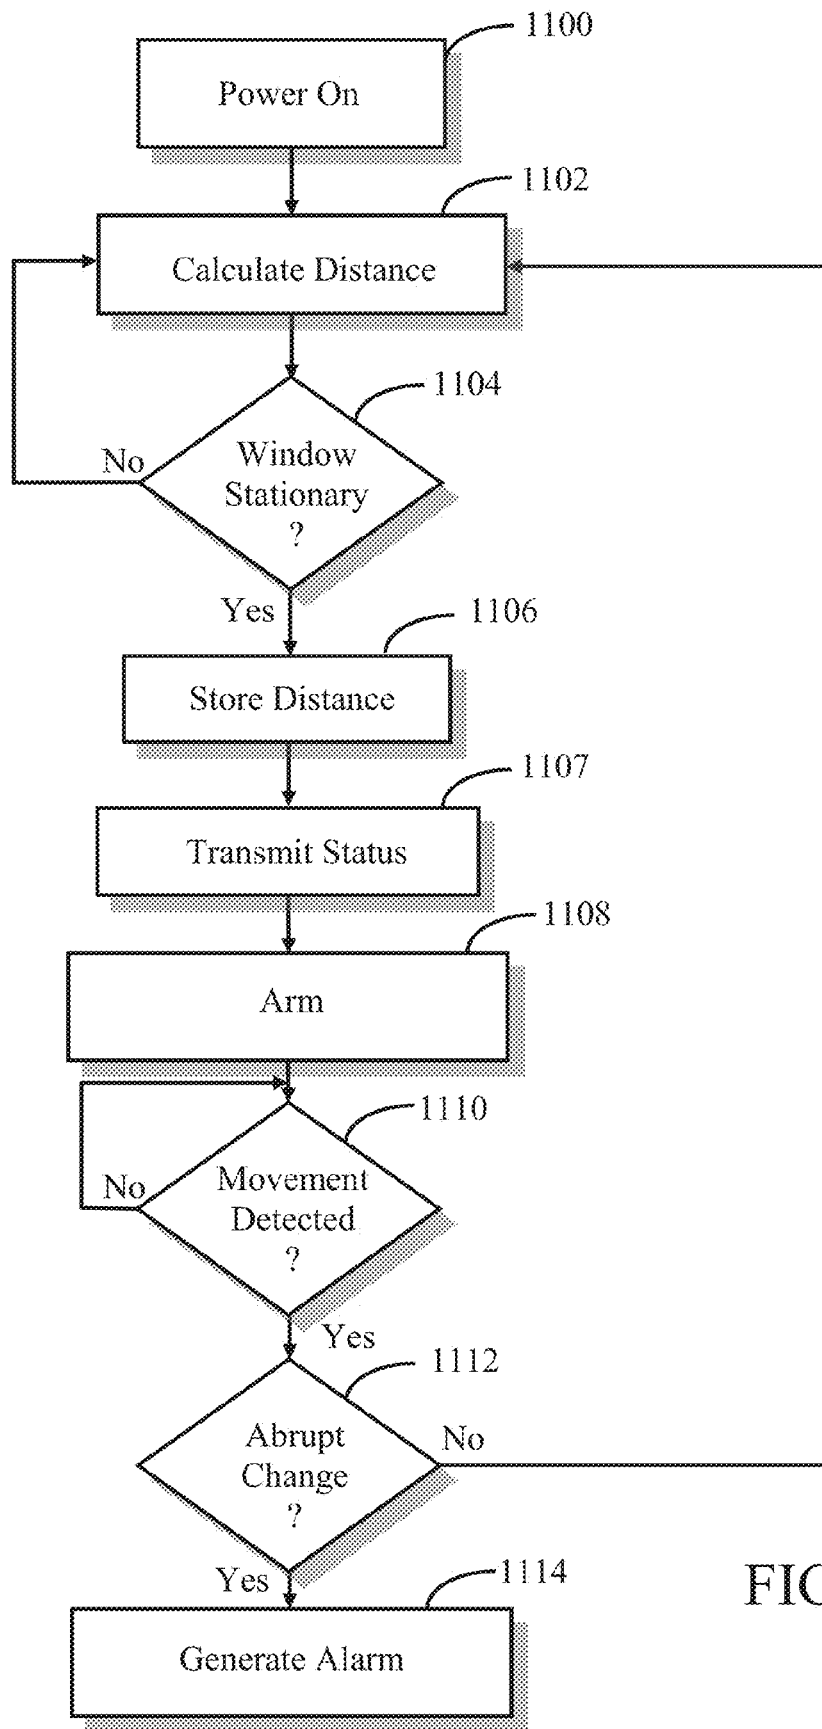 1100
Power On
1102
Calculate Distance
1104
No
Window
Stationary
?
Yes
1106
Store Distance
1107
Transmit Status
1108
Arm
1110
No
Movement
Detected
?
Yes
1112
Abrupt
Change
?
No
Yes
1114
Generate Alarm